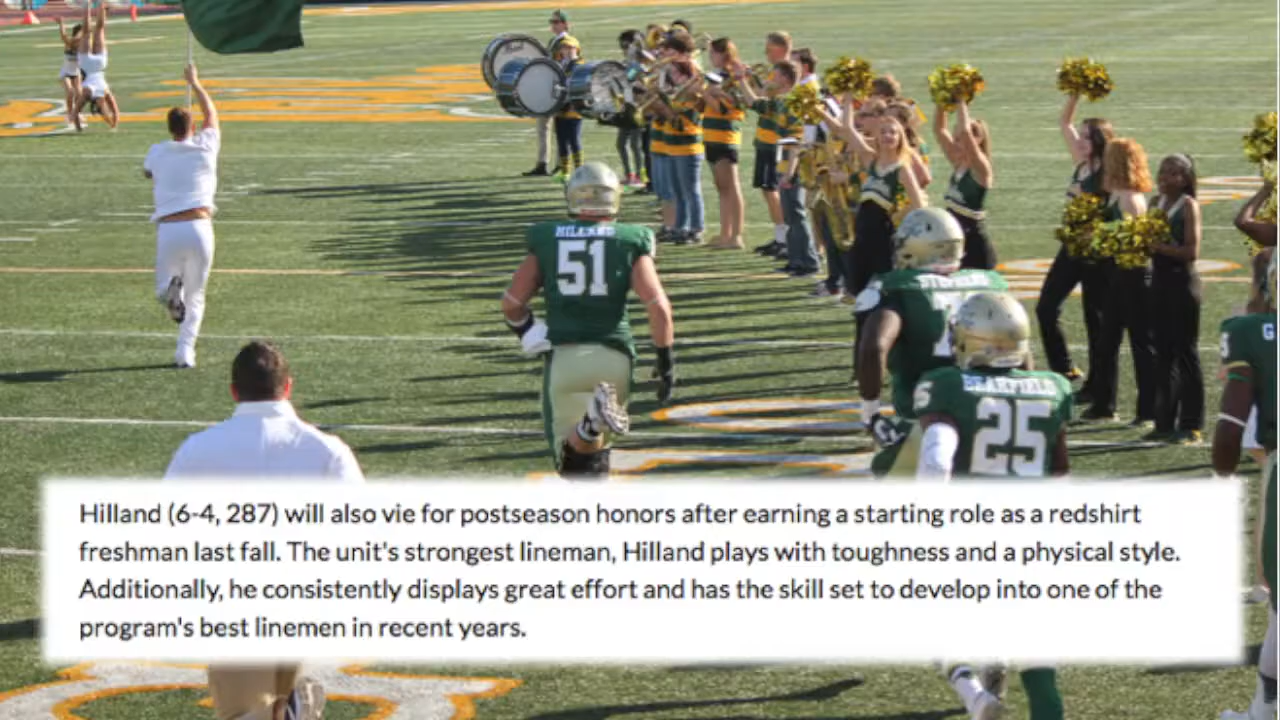 HILLAND
51
25
Hilland (6-4, 287) will also vie for postseason honors after earning a starting role as a redshirt
freshman last fall. The unit's strongest lineman, Hilland plays with toughness and a physical style.
Additionally, he consistently displays great effort and has the skill set to develop into one of the
program's best linemen in recent years.